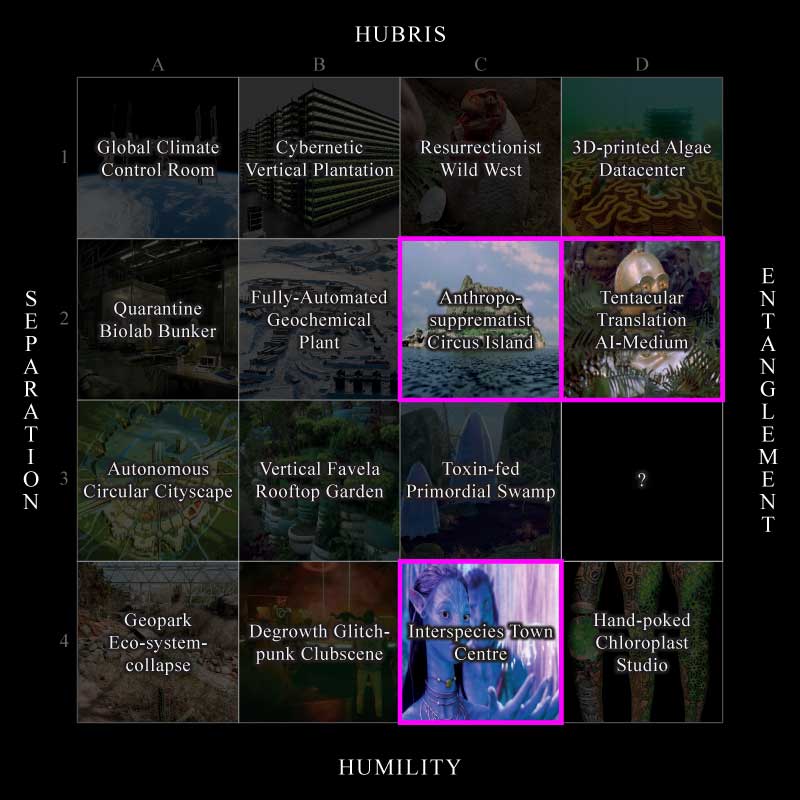 HUBRIS
A B C D
1
Global Climate
Control Room
Cybernetic
Vertical Plantation
Resurrectionist
Wild West
3D-printed Algae
Datacenter
2
Quarantine
Biolab Bunker
Fully-Automated
Geochemical
Plant
Anthropo-
supprematist
Circus Island
Tentacular
Translation
AI-Medium
3
Autonomous
Circular Cityscape
Vertical Favela
Rooftop Garden
Toxin-fed
Primordial Swamp
?
4
Geopark
Eco-system-
collapse
Degrowth Glitch-
punk Clubscene
Interspecies Town
Centre
Hand-poked
Chloroplast
Studio
SEPARATION
ENTANGLEMENT
HUMILITY